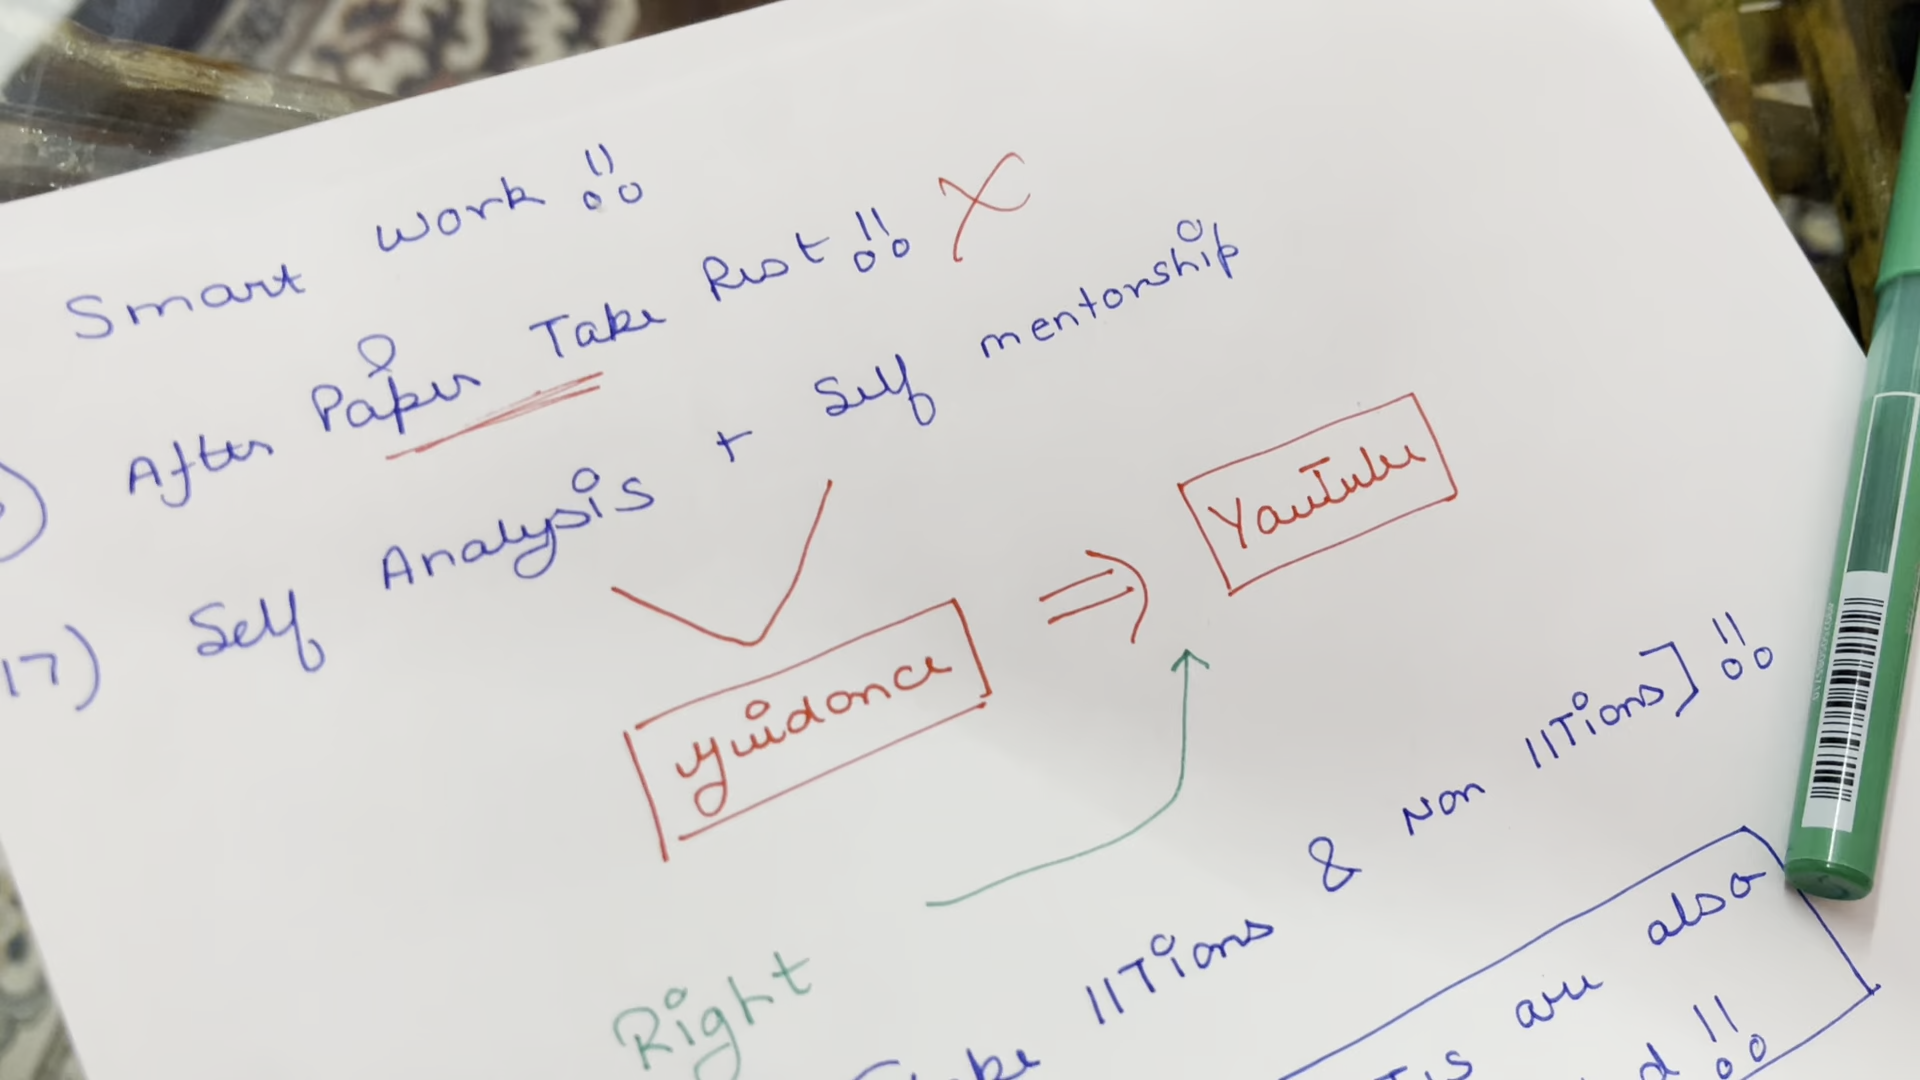 Smart Work !!
After Paper Take Rest !! X
17) Self Analysis + Self mentorship
guidance ⇒ YouTube
Right
IITians & Non IITians] !!
are also